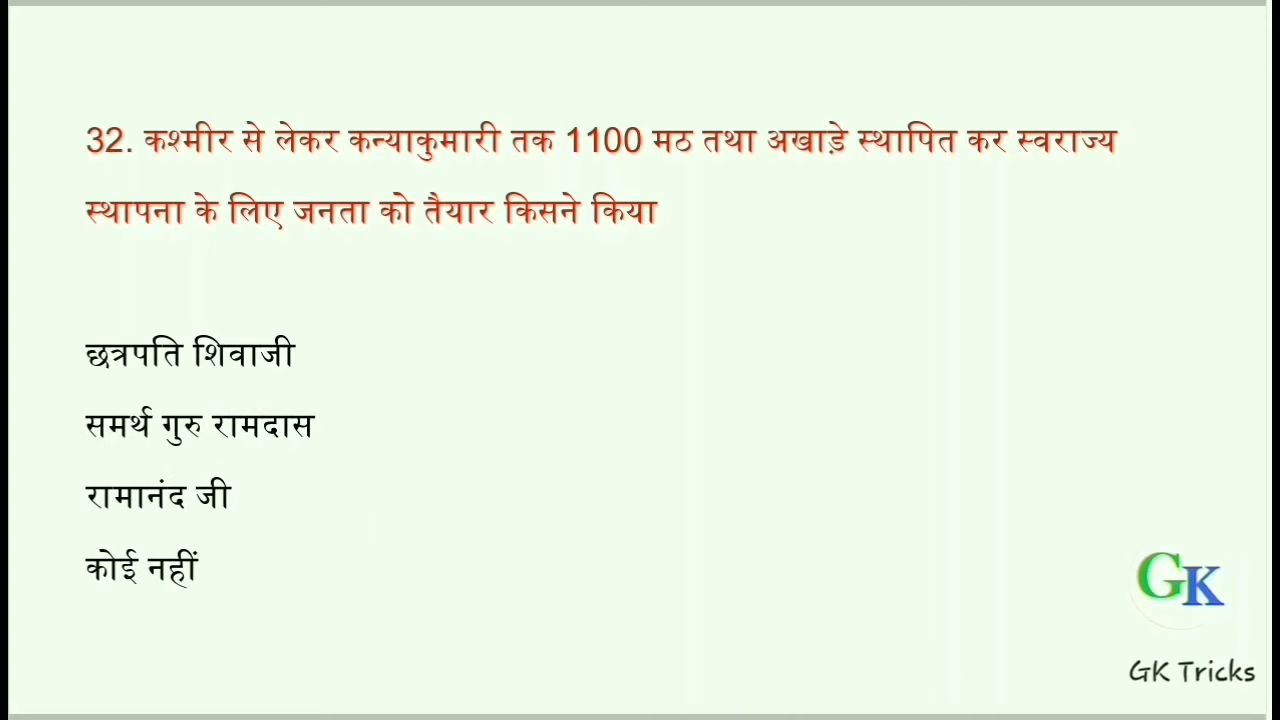 32. कश्मीर से लेकर कन्याकुमारी तक 1100 मठ तथा अखाड़े स्थापित कर स्वराज्य
स्थापना के लिए जनता को तैयार किसने किया
छत्रपति शिवाजी
समर्थ गुरु रामदास
रामानंद जी
कोई नहीं
GK
GK Tricks